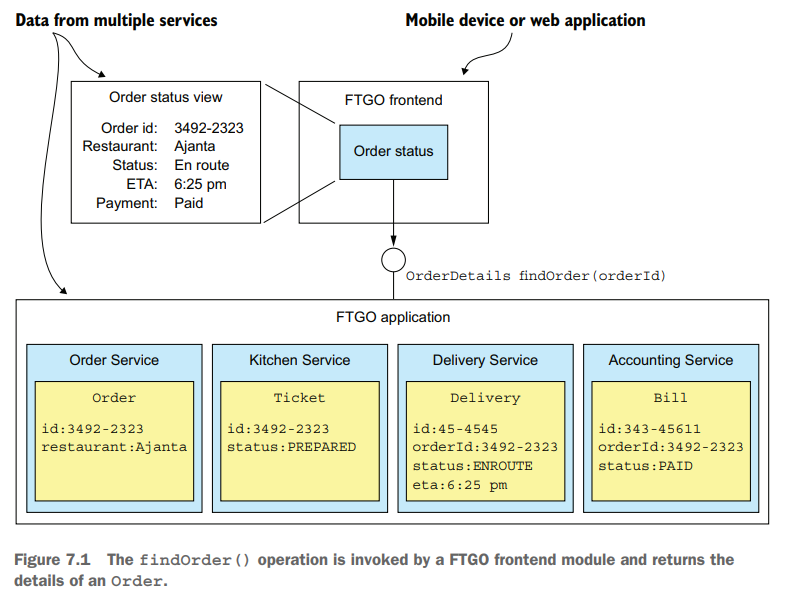 Data from multiple services
Mobile device or web application
Order status view
Order id: 3492-2323
Restaurant: Ajanta
Status: En route
ETA: 6:25 pm
Payment: Paid
FTGO frontend
Order status
OrderDetails findOrder(orderId)
FTGO application
Order Service
Order
id:3492-2323
restaurant:Ajanta
Kitchen Service
Ticket
id:3492-2323
status:PREPARED
Delivery Service
Delivery
id:45-4545
orderId:3492-2323
status:ENROUTE
eta:6:25 pm
Accounting Service
Bill
id:343-45611
orderId:3492-2323
status:PAID
Figure 7.1 The findOrder() operation is invoked by a FTGO frontend module and returns the
details of an Order.